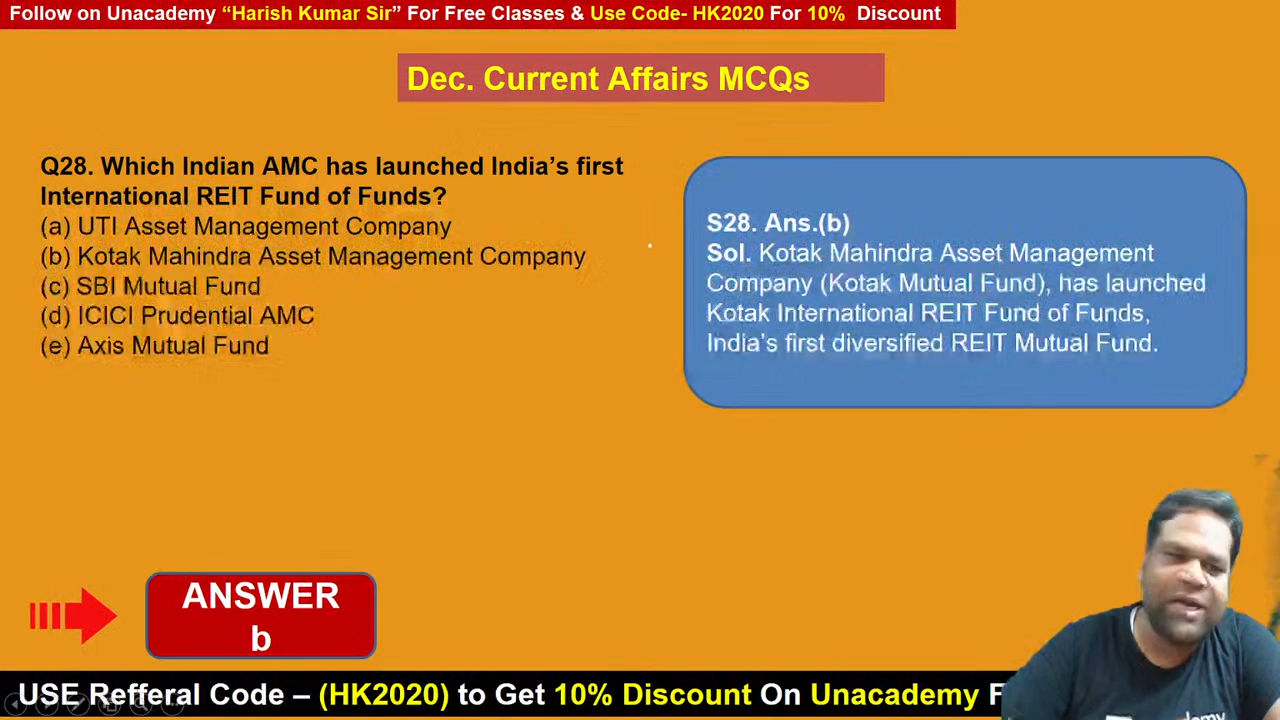 Follow on Unacademy “Harish Kumar Sir” For Free Classes & Use Code- HK2020 For 10% Discount
Dec. Current Affairs MCQs
Q28. Which Indian AMC has launched India’s first
International REIT Fund of Funds?
(a) UTI Asset Management Company
(b) Kotak Mahindra Asset Management Company
(c) SBI Mutual Fund
(d) ICICI Prudential AMC
(e) Axis Mutual Fund
S28. Ans.(b)
Sol. Kotak Mahindra Asset Management
Company (Kotak Mutual Fund), has launched
Kotak International REIT Fund of Funds,
India’s first diversified REIT Mutual Fund.
ANSWER
b
USE Refferal Code – (HK2020) to Get 10% Discount On Unacademy F